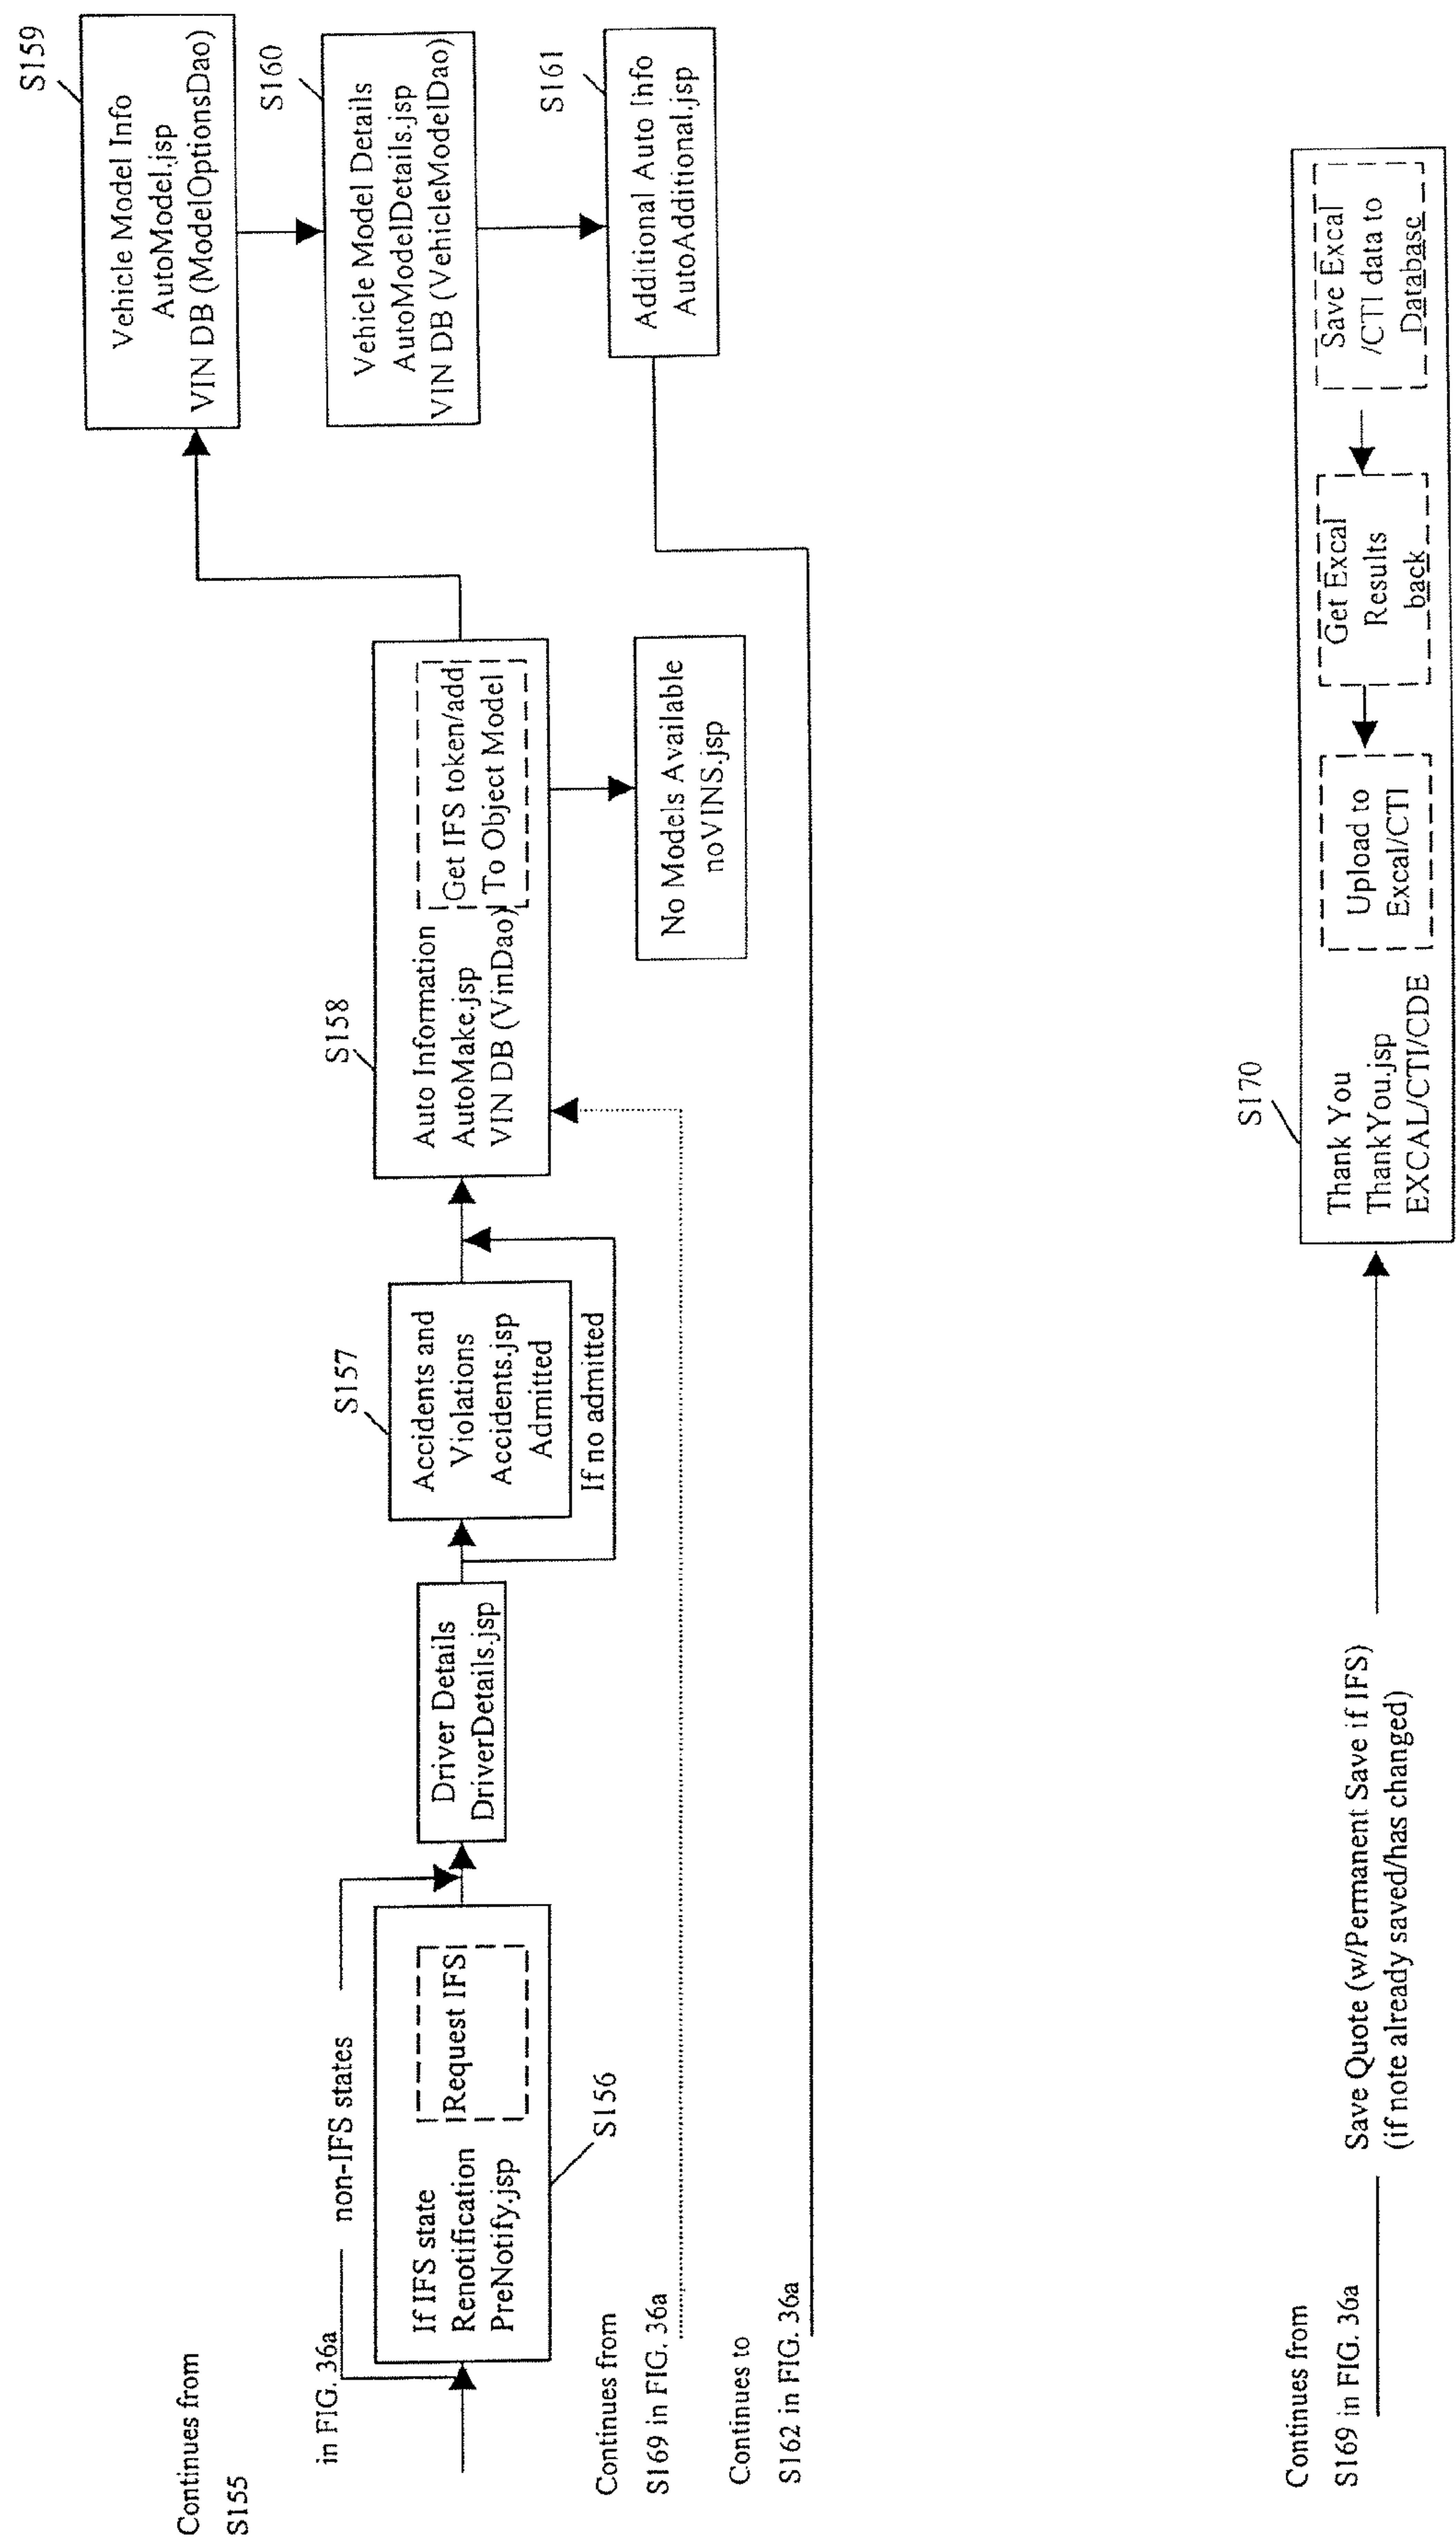 Continues from
S155
in FIG. 36a
non-IFS states
If IFS state
Renotification
PreNotify.jsp
Request IFS
S156
Driver Details
DriverDetails.jsp
S157
Accidents and
Violations
Accidents.jsp
Admitted
If no admitted
S158
Auto Information
AutoMake.jsp
VIN DB (VinDao)
Get IFS token/add
To Object Model
No Models Available
noVINS.jsp
S159
Vehicle Model Info
AutoModel.jsp
VIN DB (ModelOptionsDao)
S160
Vehicle Model Details
AutoModelDetails.jsp
VIN DB (VehicleModelDao)
S161
Additional Auto Info
AutoAdditional.jsp
Continues from
S169 in FIG. 36a
Continues to
S162 in FIG. 36a
Continues from
S169 in FIG. 36a
Save Quote (w/Permanent Save if IFS)
(if note already saved/has changed)
S170
Thank You
ThankYou.jsp
EXCAL/CTI/CDE
Upload to
Excal/CTI
Get Excal
Results
back
Save Excal
/CTI data to
Database